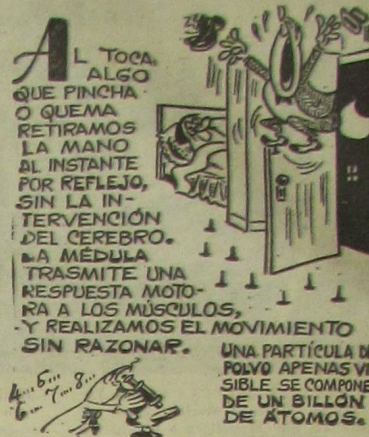 AL TOCAR
ALGO
QUE PINCHA
O QUEMA
RETIRAMOS
LA MANO
AL INSTANTE
POR REFLEJO,
SIN LA IN-
TERVENCIÓN
DEL CEREBRO.
LA MÉDULA
TRASMITE UNA
RESPUESTA MOTO-
RA A LOS MÚSCULOS,
Y REALIZAMOS EL MOVIMIENTO
SIN RAZONAR.
4... 5...
6... 7... 8...
UNA PARTÍCULA DE
POLVO APENAS VI-
SIBLE SE COMPONE
DE UN BILLÓN
DE ÁTOMOS.